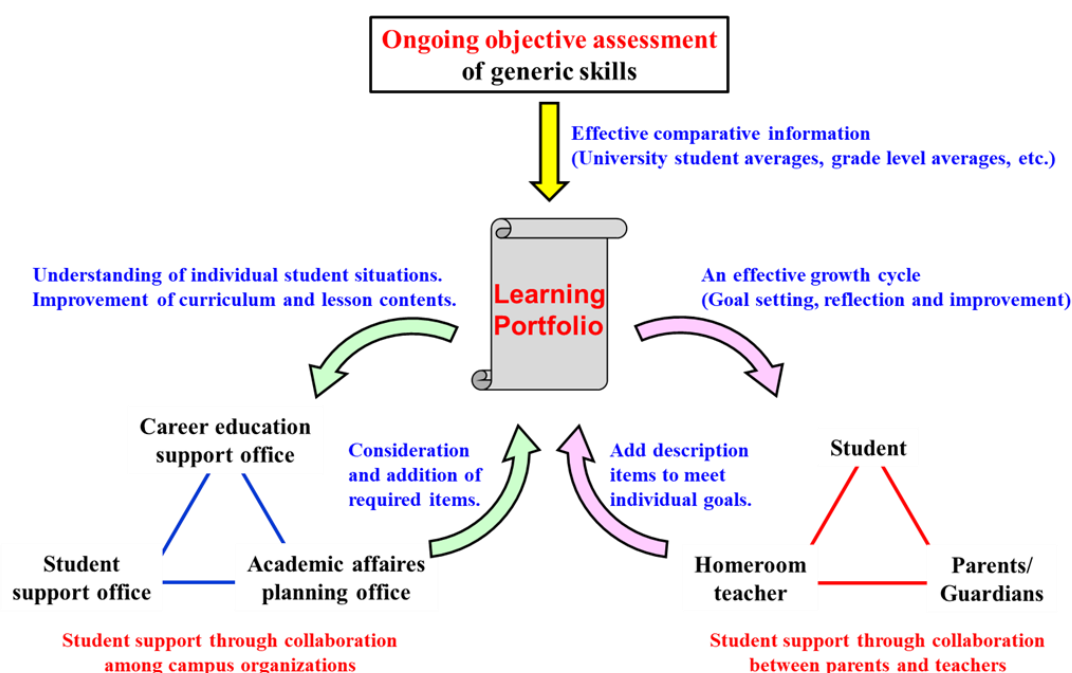 Ongoing objective assessment
of generic skills
Effective comparative information
(University student averages, grade level averages, etc.)
Understanding of individual student situations.
Improvement of curriculum and lesson contents.
Learning
Portfolio
An effective growth cycle
(Goal setting, reflection and improvement)
Career education
support office
Consideration
and addition of
required items.
Add description
items to meet
individual goals.
Student
Student
support office
Academic affaires
planning office
Homeroom
teacher
Parents/
Guardians
Student support through collaboration
among campus organizations
Student support through collaboration
between parents and teachers